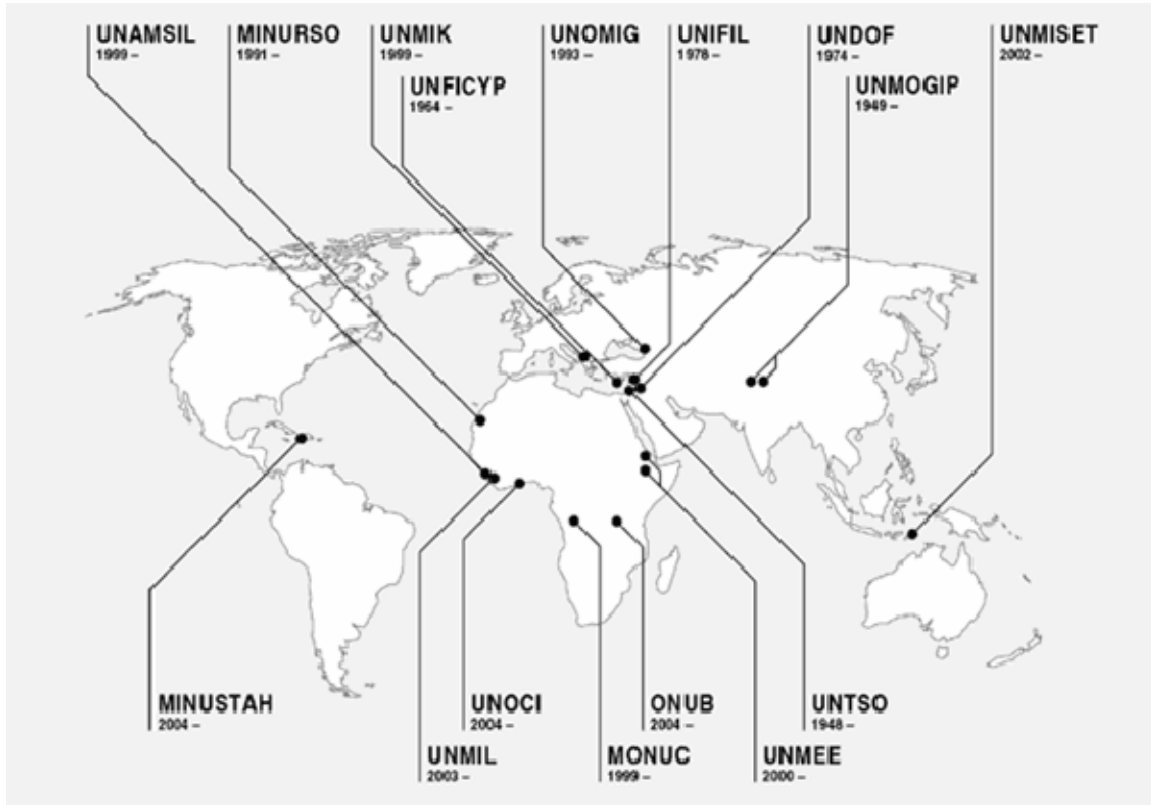 UNAMSIL
1999 –
MINURSO
1991 –
UNMIK
1999 –
UNOMIG
1993 –
UNIFIL
1978 –
UNDOF
1974 –
UNMISET
2002 –
UNFICYP
1964 –
UNMOGIP
1949 –
MINUSTAH
2004 –
UNOCI
2004 –
ONUB
2004 –
UNTSO
1948 –
UNMIL
2003 –
MONUC
1999 –
UNMEE
2000 –